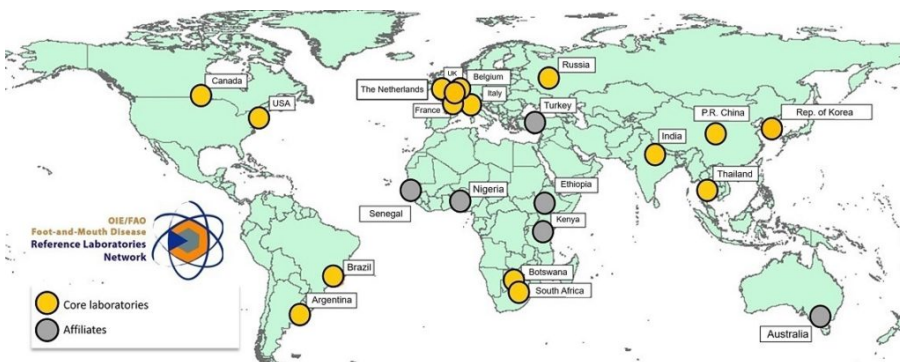 Canada
USA
The Netherlands
UK
Belgium
Italy
France
Russia
Turkey
P.R. China
Rep. of Korea
India
Thailand
Senegal
Nigeria
Ethiopia
Kenya
Botswana
South Africa
Brazil
Argentina
Australia
OIE/FAO
Foot-and-Mouth Disease
Reference Laboratories
Network
Core laboratories
Affiliates